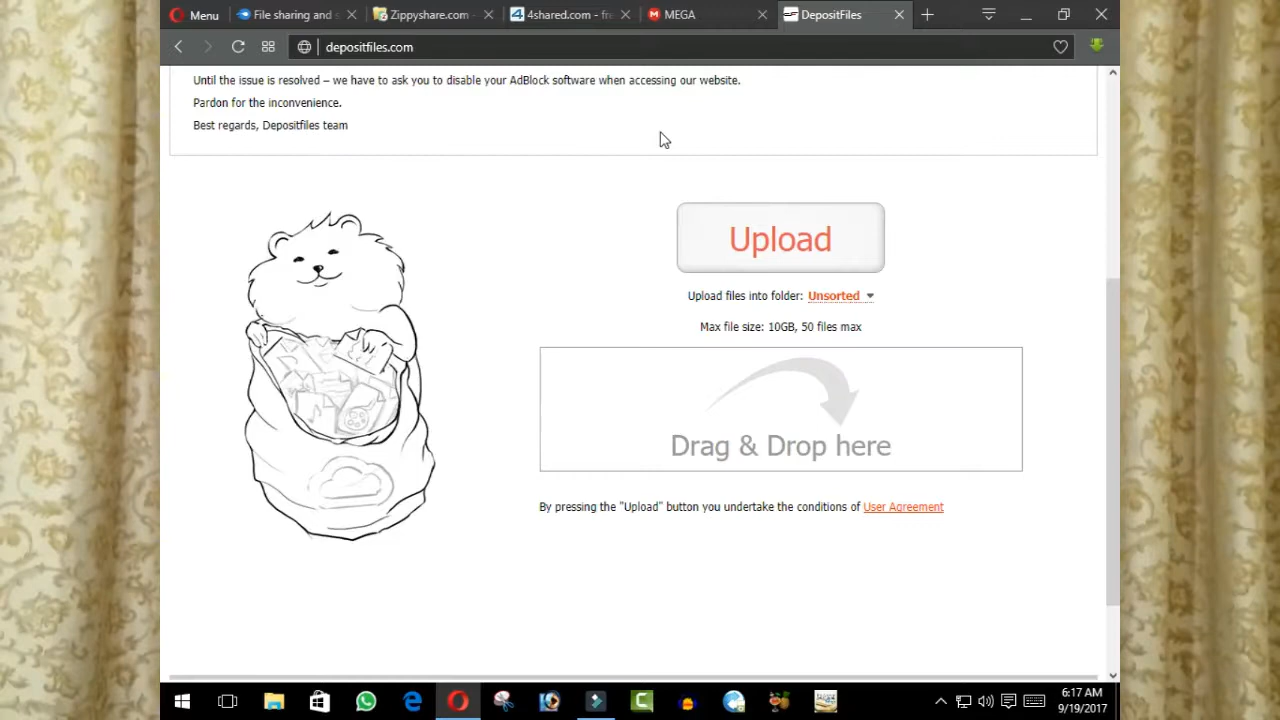 Menu
File sharing and s
Zippyshare.com -
4shared.com - fre
MEGA
DepositFiles
depositfiles.com
Until the issue is resolved – we have to ask you to disable your AdBlock software when accessing our website.
Pardon for the inconvenience.
Best regards, Depositfiles team
Upload
Upload files into folder: Unsorted
Max file size: 10GB, 50 files max
Drag & Drop here
By pressing the "Upload" button you undertake the conditions of User Agreement
6:17 AM
9/19/2017